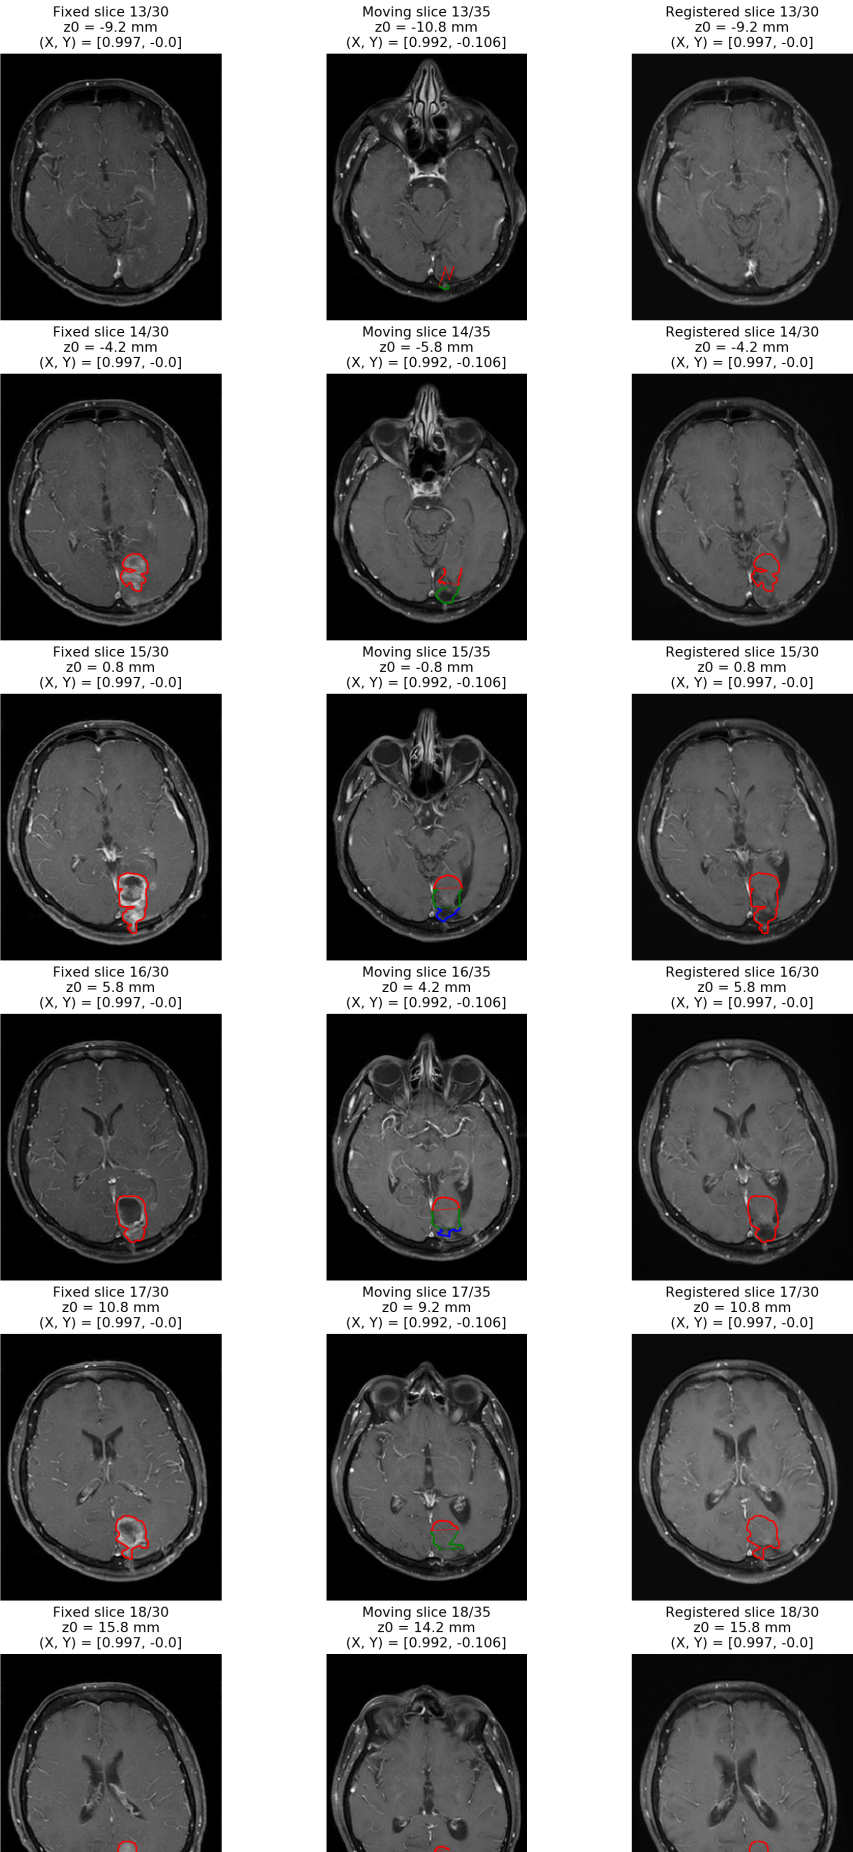 Fixed slice 13/30
z0 = -9.2 mm
(X, Y) = [0.997, -0.0]
Moving slice 13/35
z0 = -10.8 mm
(X, Y) = [0.992, -0.106]
Registered slice 13/30
z0 = -9.2 mm
(X, Y) = [0.997, -0.0]
Fixed slice 14/30
z0 = -4.2 mm
(X, Y) = [0.997, -0.0]
Moving slice 14/35
z0 = -5.8 mm
(X, Y) = [0.992, -0.106]
Registered slice 14/30
z0 = -4.2 mm
(X, Y) = [0.997, -0.0]
Fixed slice 15/30
z0 = 0.8 mm
(X, Y) = [0.997, -0.0]
Moving slice 15/35
z0 = -0.8 mm
(X, Y) = [0.992, -0.106]
Registered slice 15/30
z0 = 0.8 mm
(X, Y) = [0.997, -0.0]
Fixed slice 16/30
z0 = 5.8 mm
(X, Y) = [0.997, -0.0]
Moving slice 16/35
z0 = 4.2 mm
(X, Y) = [0.992, -0.106]
Registered slice 16/30
z0 = 5.8 mm
(X, Y) = [0.997, -0.0]
Fixed slice 17/30
z0 = 10.8 mm
(X, Y) = [0.997, -0.0]
Moving slice 17/35
z0 = 9.2 mm
(X, Y) = [0.992, -0.106]
Registered slice 17/30
z0 = 10.8 mm
(X, Y) = [0.997, -0.0]
Fixed slice 18/30
z0 = 15.8 mm
(X, Y) = [0.997, -0.0]
Moving slice 18/35
z0 = 14.2 mm
(X, Y) = [0.992, -0.106]
Registered slice 18/30
z0 = 15.8 mm
(X, Y) = [0.997, -0.0]